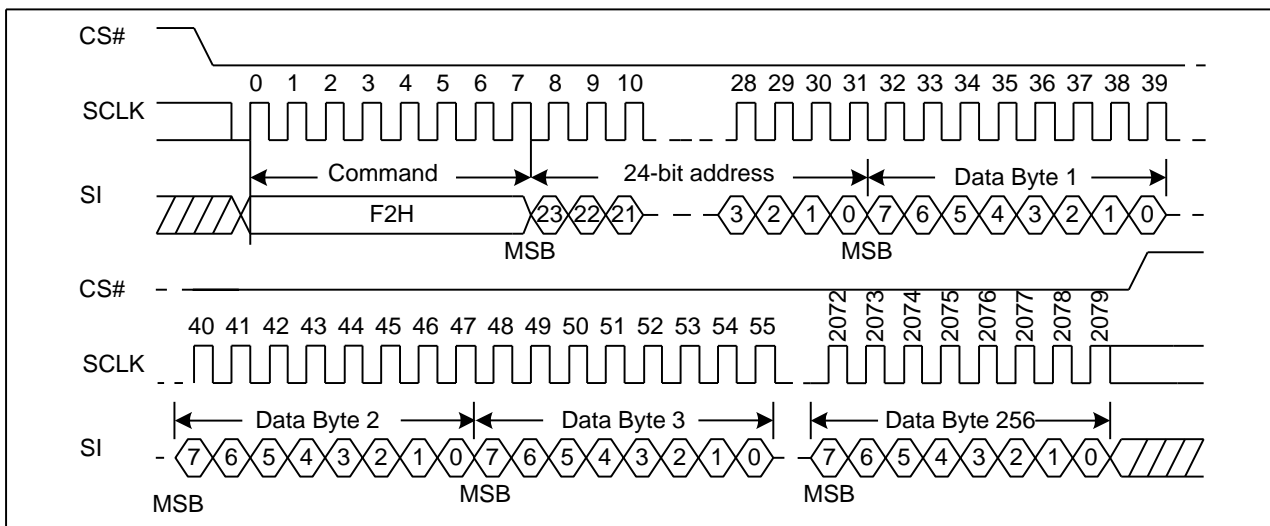 CS#
0 1 2 3 4 5 6 7 8 9 10 28 29 30 31 32 33 34 35 36 37 38 39
SCLK
Command 24-bit address Data Byte 1
SI
F2H 23 22 21 3 2 1 0 7 6 5 4 3 2 1 0
MSB MSB
CS#
40 41 42 43 44 45 46 47 48 49 50 51 52 53 54 55 2072 2073 2074 2075 2076 2077 2078 2079
SCLK
Data Byte 2 Data Byte 3 Data Byte 256
SI
7 6 5 4 3 2 1 0 7 6 5 4 3 2 1 0 7 6 5 4 3 2 1 0
MSB MSB MSB